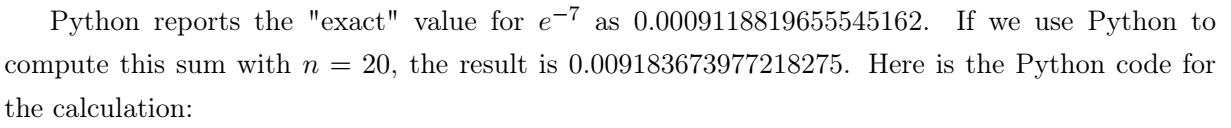 Python reports the "exact" value for $e^{-7}$ as 0.0009118819655545162. If we use Python to
compute this sum with $n = 20$, the result is 0.009183673977218275. Here is the Python code for
the calculation: